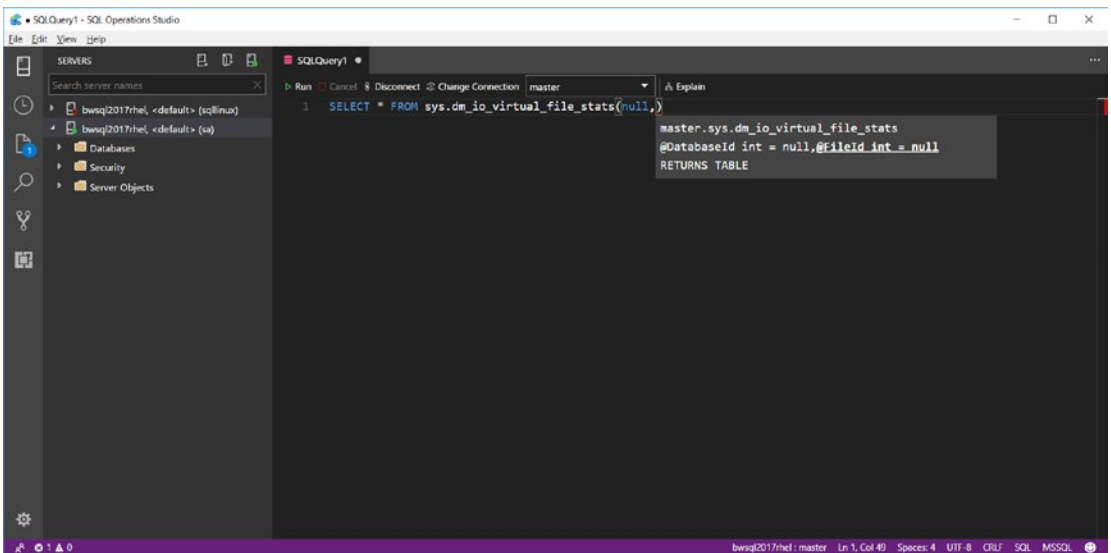 SQLQuery1 - SQL Operations Studio
File Edit View Help
SERVERS
Search server names
bwsql2017rhel, <default> (sqllinux)
bwsql2017rhel, <default> (sa)
Databases
Security
Server Objects
SQLQuery1
Run Cancel Disconnect Change Connection master Explain
1 SELECT * FROM sys.dm_io_virtual_file_stats(null,)
master.sys.dm_io_virtual_file_stats
@DatabaseId int = null,@FileId int = null
RETURNS TABLE
1
1 0
bwsql2017rhel : master Ln 1, Col 49 Spaces: 4 UTF-8 CRLF SQL MSSQL